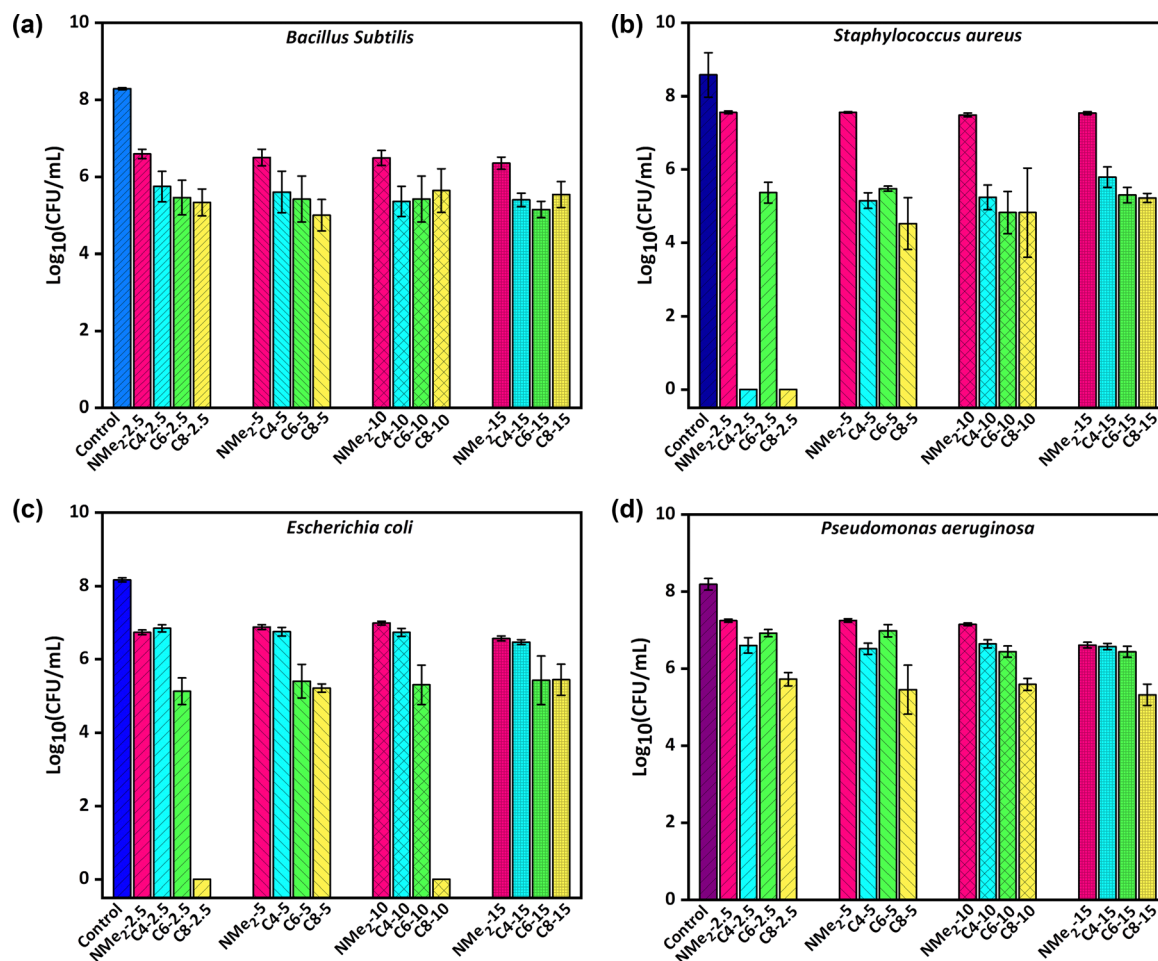 (a)
Bacillus Subtilis
Log10(CFU/mL)
10
8
6
4
2
0
Control
NMe2-2.5
C4-2.5
C6-2.5
C8-2.5
NMe2-5
C4-5
C6-5
C8-5
NMe2-10
C4-10
C6-10
C8-10
NMe2-15
C4-15
C6-15
C8-15
(b)
Staphylococcus aureus
Log10(CFU/mL)
10
8
6
4
2
0
Control
NMe2-2.5
C4-2.5
C6-2.5
C8-2.5
NMe2-5
C4-5
C6-5
C8-5
NMe2-10
C4-10
C6-10
C8-10
NMe2-15
C4-15
C6-15
C8-15
(c)
Escherichia coli
Log10(CFU/mL)
10
8
6
4
2
0
Control
NMe2-2.5
C4-2.5
C6-2.5
C8-2.5
NMe2-5
C4-5
C6-5
C8-5
NMe2-10
C4-10
C6-10
C8-10
NMe2-15
C4-15
C6-15
C8-15
(d)
Pseudomonas aeruginosa
Log10(CFU/mL)
10
8
6
4
2
0
Control
NMe2-2.5
C4-2.5
C6-2.5
C8-2.5
NMe2-5
C4-5
C6-5
C8-5
NMe2-10
C4-10
C6-10
C8-10
NMe2-15
C4-15
C6-15
C8-15